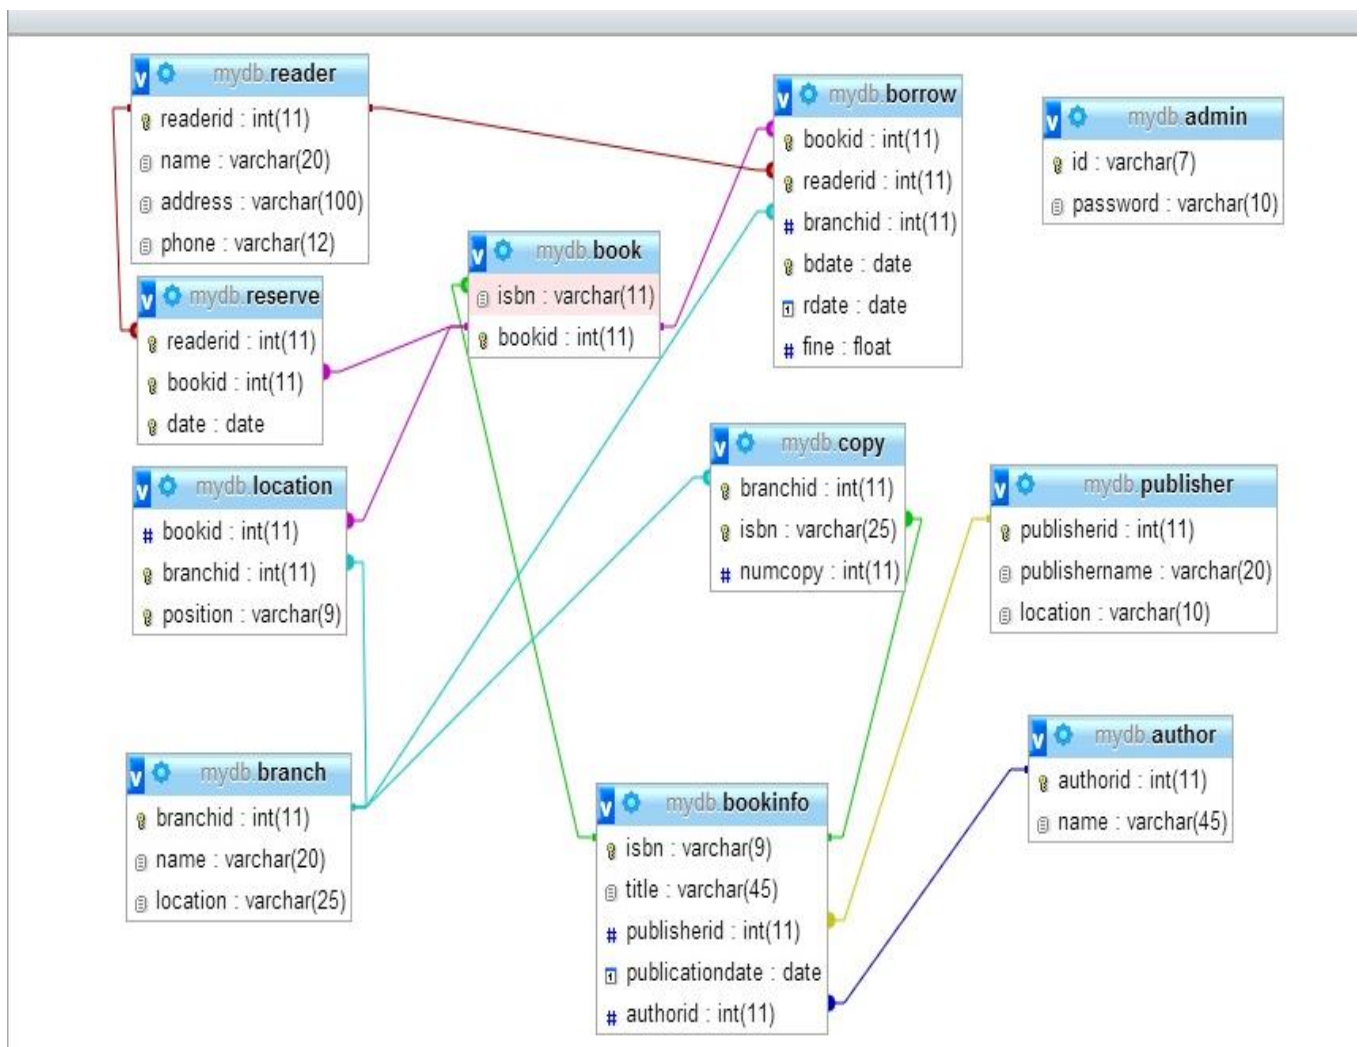 mydb.reader
readerid : int(11)
name : varchar(20)
address : varchar(100)
phone : varchar(12)
mydb.reserve
readerid : int(11)
bookid : int(11)
date : date
mydb.location
bookid : int(11)
branchid : int(11)
position : varchar(9)
mydb.branch
branchid : int(11)
name : varchar(20)
location : varchar(25)
mydb.book
isbn : varchar(11)
bookid : int(11)
mydb.borrow
bookid : int(11)
readerid : int(11)
# branchid : int(11)
bdate : date
rdate : date
# fine : float
mydb.copy
branchid : int(11)
isbn : varchar(25)
# numcopy : int(11)
mydb.bookinfo
isbn : varchar(9)
title : varchar(45)
# publisherid : int(11)
publicationdate : date
# authorid : int(11)
mydb.admin
id : varchar(7)
password : varchar(10)
mydb.publisher
publisherid : int(11)
publishername : varchar(20)
location : varchar(10)
mydb.author
authorid : int(11)
name : varchar(45)